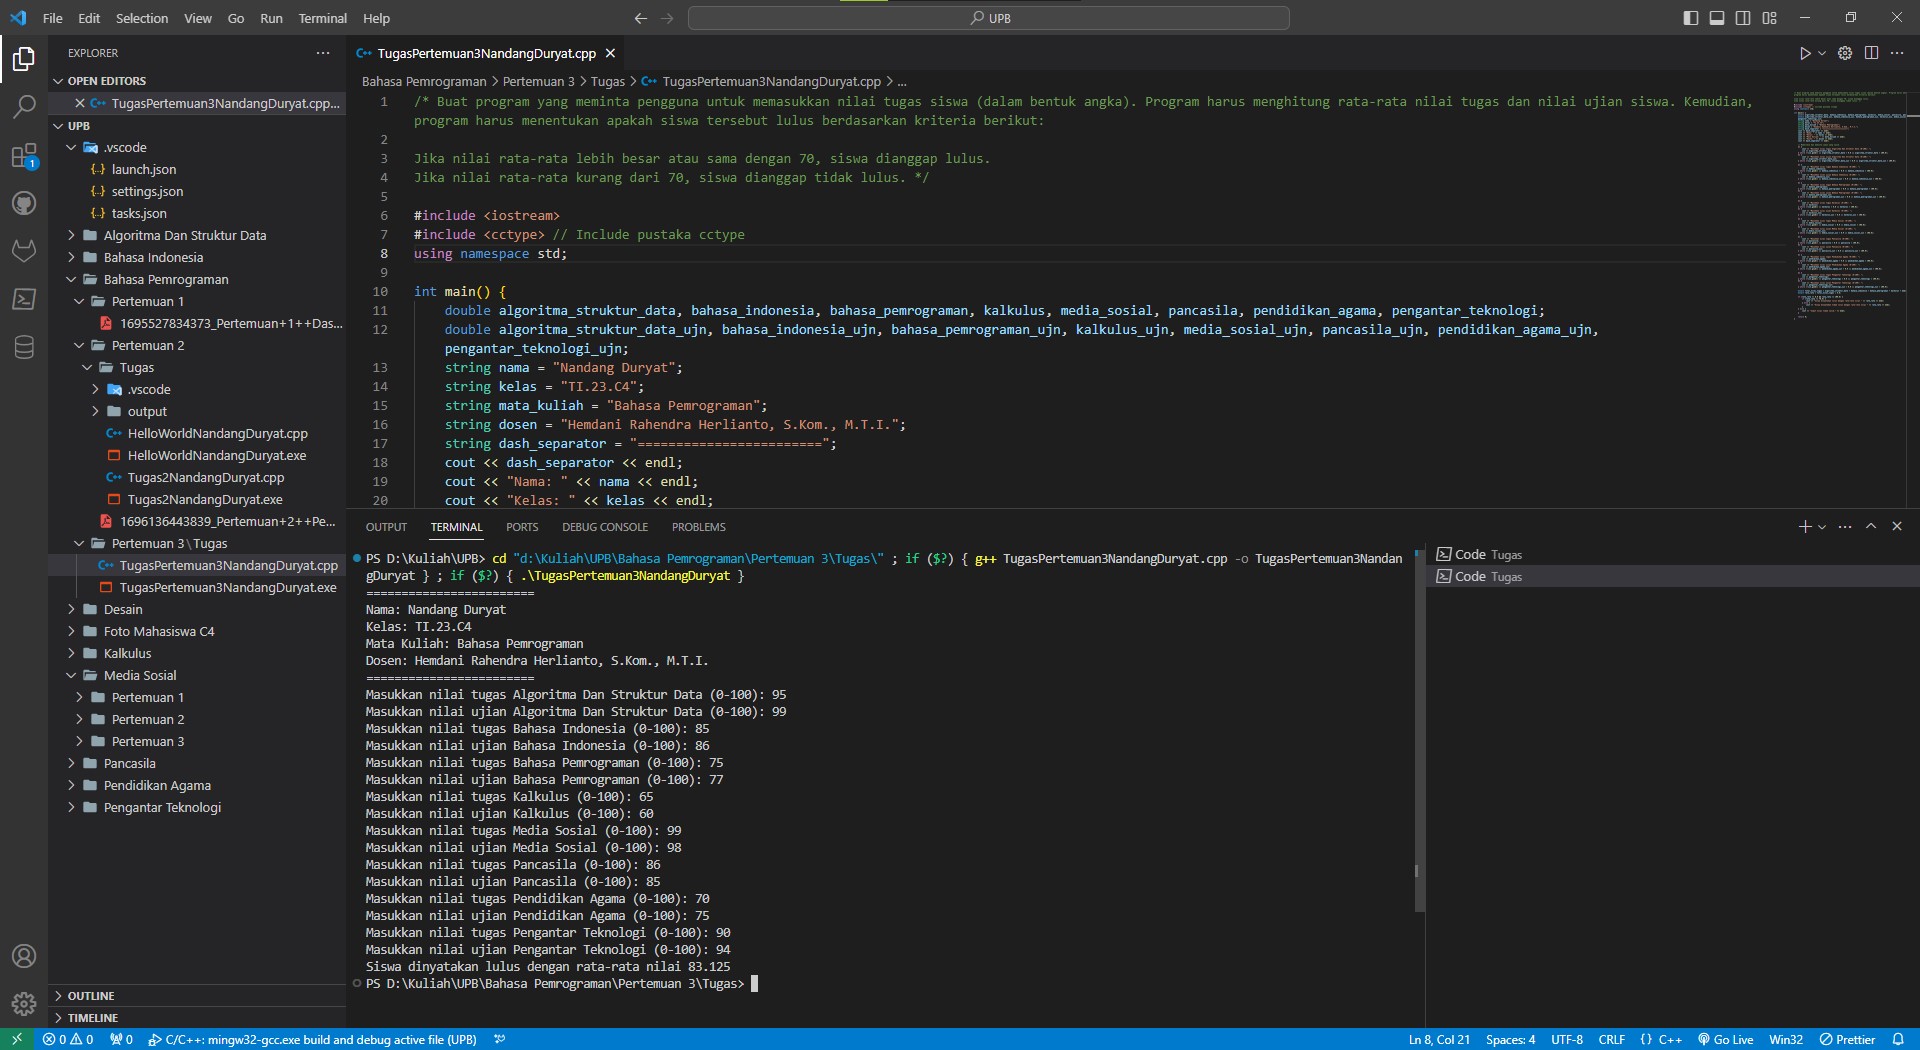 File Edit Selection View Go Run Terminal Help
UPB
EXPLORER
OPEN EDITORS
TugasPertemuan3NandangDuryat.cpp...
UPB
.vscode
launch.json
settings.json
tasks.json
Algoritma Dan Struktur Data
Bahasa Indonesia
Bahasa Pemrograman
Pertemuan 1
1695527834373_Pertemuan+1++Das...
Pertemuan 2
Tugas
.vscode
output
HelloWorldNandangDuryat.cpp
HelloWorldNandangDuryat.exe
Tugas2NandangDuryat.cpp
Tugas2NandangDuryat.exe
1696136443839_Pertemuan+2++Pe...
Pertemuan 3\Tugas
TugasPertemuan3NandangDuryat.cpp
TugasPertemuan3NandangDuryat.exe
Desain
Foto Mahasiswa C4
Kalkulus
Media Sosial
Pertemuan 1
Pertemuan 2
Pertemuan 3
Pancasila
Pendidikan Agama
Pengantar Teknologi
OUTLINE
TIMELINE
1
TugasPertemuan3NandangDuryat.cpp
Bahasa Pemrograman > Pertemuan 3 > Tugas > TugasPertemuan3NandangDuryat.cpp > ...
1 /* Buat program yang meminta pengguna untuk memasukkan nilai tugas siswa (dalam bentuk angka). Program harus menghitung rata-rata nilai tugas dan nilai ujian siswa. Kemudian,
program harus menentukan apakah siswa tersebut lulus berdasarkan kriteria berikut:
2
3 Jika nilai rata-rata lebih besar atau sama dengan 70, siswa dianggap lulus.
4 Jika nilai rata-rata kurang dari 70, siswa dianggap tidak lulus. */
5
6 #include <iostream>
7 #include <cctype> // Include pustaka cctype
8 using namespace std;
9
10 int main() {
11 double algoritma_struktur_data, bahasa_indonesia, bahasa_pemrograman, kalkulus, media_sosial, pancasila, pendidikan_agama, pengantar_teknologi;
12 double algoritma_struktur_data_ujn, bahasa_indonesia_ujn, bahasa_pemrograman_ujn, kalkulus_ujn, media_sosial_ujn, pancasila_ujn, pendidikan_agama_ujn,
pengantar_teknologi_ujn;
13 string nama = "Nandang Duryat";
14 string kelas = "TI.23.C4";
15 string mata_kuliah = "Bahasa Pemrograman";
16 string dosen = "Hemdani Rahendra Herlianto, S.Kom., M.T.I.";
17 string dash_separator = "========================";
18 cout << dash_separator << endl;
19 cout << "Nama: " << nama << endl;
20 cout << "Kelas: " << kelas << endl;
OUTPUT TERMINAL PORTS DEBUG CONSOLE PROBLEMS
PS D:\Kuliah\UPB> cd "d:\Kuliah\UPB\Bahasa Pemrograman\Pertemuan 3\Tugas\" ; if ($?) { g++ TugasPertemuan3NandangDuryat.cpp -o TugasPertemuan3Nandan
gDuryat } ; if ($?) { .\TugasPertemuan3NandangDuryat }
========================
Nama: Nandang Duryat
Kelas: TI.23.C4
Mata Kuliah: Bahasa Pemrograman
Dosen: Hemdani Rahendra Herlianto, S.Kom., M.T.I.
========================
Masukkan nilai tugas Algoritma Dan Struktur Data (0-100): 95
Masukkan nilai ujian Algoritma Dan Struktur Data (0-100): 99
Masukkan nilai tugas Bahasa Indonesia (0-100): 85
Masukkan nilai ujian Bahasa Indonesia (0-100): 86
Masukkan nilai tugas Bahasa Pemrograman (0-100): 75
Masukkan nilai ujian Bahasa Pemrograman (0-100): 77
Masukkan nilai tugas Kalkulus (0-100): 65
Masukkan nilai ujian Kalkulus (0-100): 60
Masukkan nilai tugas Media Sosial (0-100): 99
Masukkan nilai ujian Media Sosial (0-100): 98
Masukkan nilai tugas Pancasila (0-100): 86
Masukkan nilai ujian Pancasila (0-100): 85
Masukkan nilai tugas Pendidikan Agama (0-100): 70
Masukkan nilai ujian Pendidikan Agama (0-100): 75
Masukkan nilai tugas Pengantar Teknologi (0-100): 90
Masukkan nilai ujian Pengantar Teknologi (0-100): 94
Siswa dinyatakan lulus dengan rata-rata nilai 83.125
PS D:\Kuliah\UPB\Bahasa Pemrograman\Pertemuan 3\Tugas>
Code Tugas
Code Tugas
0 0 0 C/C++: mingw32-gcc.exe build and debug active file (UPB) Ln 8, Col 21 Spaces: 4 UTF-8 CRLF {} C++ Go Live Win32 Prettier